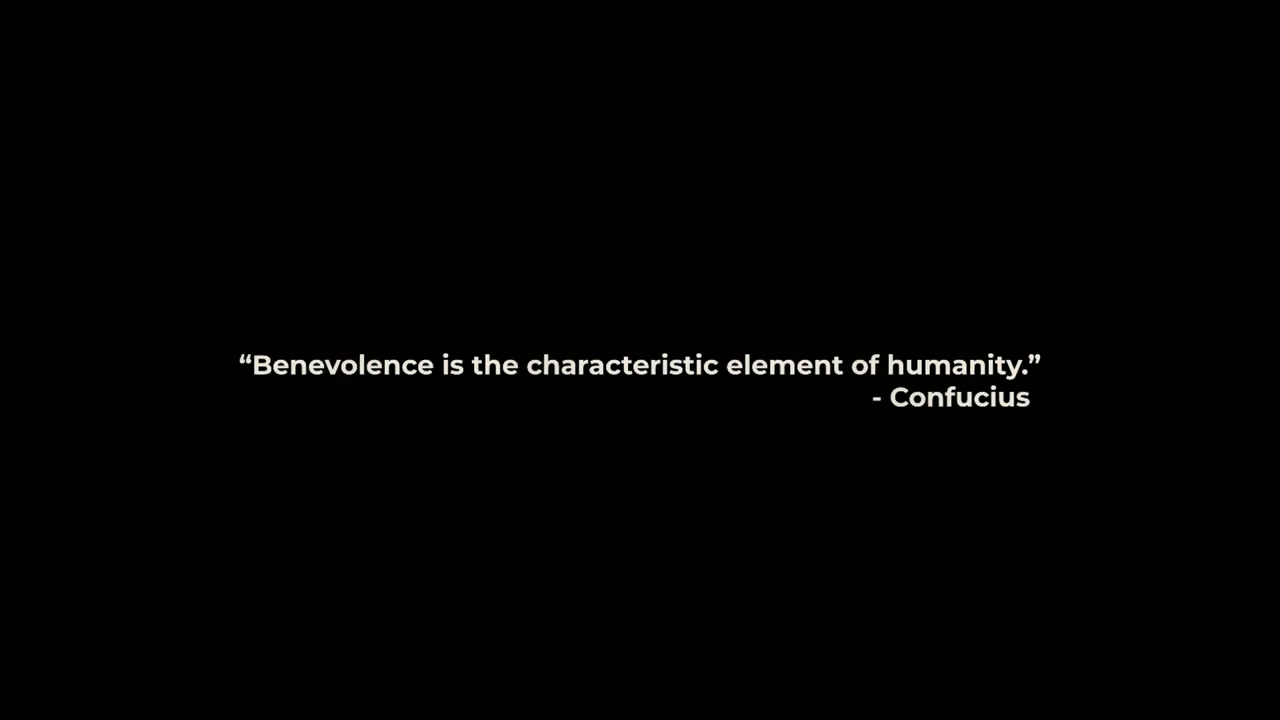 “Benevolence is the characteristic element of humanity.”
- Confucius